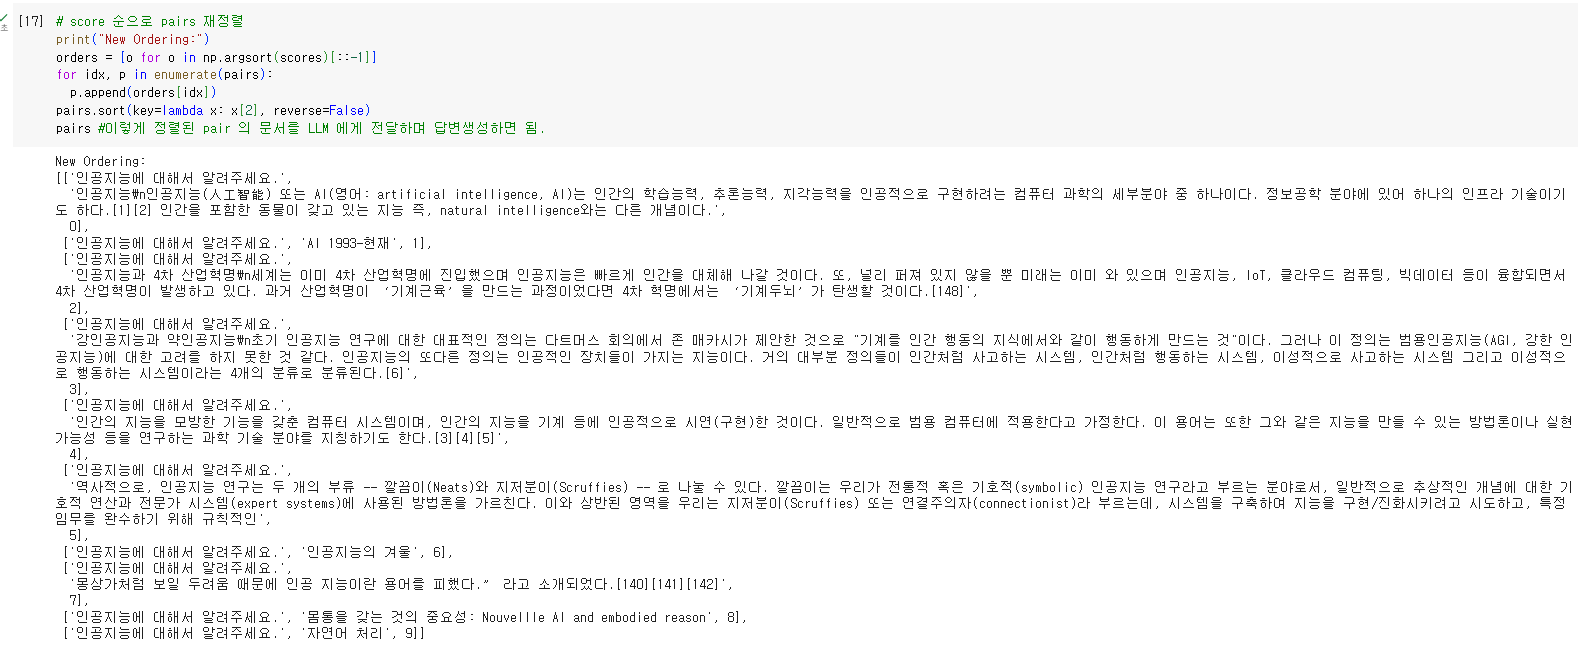 [17] # score 순으로 pairs 재정렬
초
print("New Ordering:")
orders = [o for o in np.argsort(scores)[::-1]]
for idx, p in enumerate(pairs):
  p.append(orders[idx])
pairs.sort(key=lambda x: x[2], reverse=False)
pairs #이렇게 정렬된 pair 의 문서를 LLM 에게 전달하며 답변생성하면 됨.
New Ordering:
[['인공지능에 대해서 알려주세요.',
  '인공지능₩n인공지능(人工智能) 또는 AI(영어: artificial intelligence, AI)는 인간의 학습능력, 추론능력, 지각능력을 인공적으로 구현하려는 컴퓨터 과학의 세부분야 중 하나이다. 정보공학 분야에 있어 하나의 인프라 기술이기
도 하다.[1][2] 인간을 포함한 동물이 갖고 있는 지능 즉, natural intelligence와는 다른 개념이다.',
  0],
 ['인공지능에 대해서 알려주세요.', 'AI 1993-현재', 1],
 ['인공지능에 대해서 알려주세요.',
  '인공지능과 4차 산업혁명₩n세계는 이미 4차 산업혁명에 진입했으며 인공지능은 빠르게 인간을 대체해 나갈 것이다. 또, 널리 퍼져 있지 않을 뿐 미래는 이미 와 있으며 인공지능, IoT, 클라우드 컴퓨팅, 빅데이터 등이 융합되면서
4차 산업혁명이 발생하고 있다. 과거 산업혁명이 ‘기계근육’을 만드는 과정이었다면 4차 혁명에서는 ‘기계두뇌’가 탄생할 것이다.[148]',
  2],
 ['인공지능에 대해서 알려주세요.',
  '강인공지능과 약인공지능₩n초기 인공지능 연구에 대한 대표적인 정의는 다트머스 회의에서 존 매카시가 제안한 것으로 "기계를 인간 행동의 지식에서와 같이 행동하게 만드는 것"이다. 그러나 이 정의는 범용인공지능(AGI, 강한 인
공지능)에 대한 고려를 하지 못한 것 같다. 인공지능의 또다른 정의는 인공적인 장치들이 가지는 지능이다. 거의 대부분 정의들이 인간처럼 사고하는 시스템, 인간처럼 행동하는 시스템, 이성적으로 사고하는 시스템 그리고 이성적으
로 행동하는 시스템이라는 4개의 분류로 분류된다.[6]',
  3],
 ['인공지능에 대해서 알려주세요.',
  '인간의 지능을 모방한 기능을 갖춘 컴퓨터 시스템이며, 인간의 지능을 기계 등에 인공적으로 시연(구현)한 것이다. 일반적으로 범용 컴퓨터에 적용한다고 가정한다. 이 용어는 또한 그와 같은 지능을 만들 수 있는 방법론이나 실현
가능성 등을 연구하는 과학 기술 분야를 지칭하기도 한다.[3][4][5]',
  4],
 ['인공지능에 대해서 알려주세요.',
  '역사적으로, 인공지능 연구는 두 개의 부류 -- 깔끔이(Neats)와 지저분이(Scruffies) -- 로 나눌 수 있다. 깔끔이는 우리가 전통적 혹은 기호적(symbolic) 인공지능 연구라고 부르는 분야로서, 일반적으로 추상적인 개념에 대한 기
호적 연산과 전문가 시스템(expert systems)에 사용된 방법론을 가르킨다. 이와 상반된 영역을 우리는 지저분이(Scruffies) 또는 연결주의자(connectionist)라 부르는데, 시스템을 구축하여 지능을 구현/진화시키려고 시도하고, 특정
임무를 완수하기 위해 규칙적인',
  5],
 ['인공지능에 대해서 알려주세요.', '인공지능의 겨울', 6],
 ['인공지능에 대해서 알려주세요.',
  '몽상가처럼 보일 두려움 때문에 인공 지능이란 용어를 피했다.” 라고 소개되었다.[140][141][142]',
  7],
 ['인공지능에 대해서 알려주세요.', '몸통을 갖는 것의 중요성: Nouvellle AI and embodied reason', 8],
 ['인공지능에 대해서 알려주세요.', '자연어 처리', 9]]